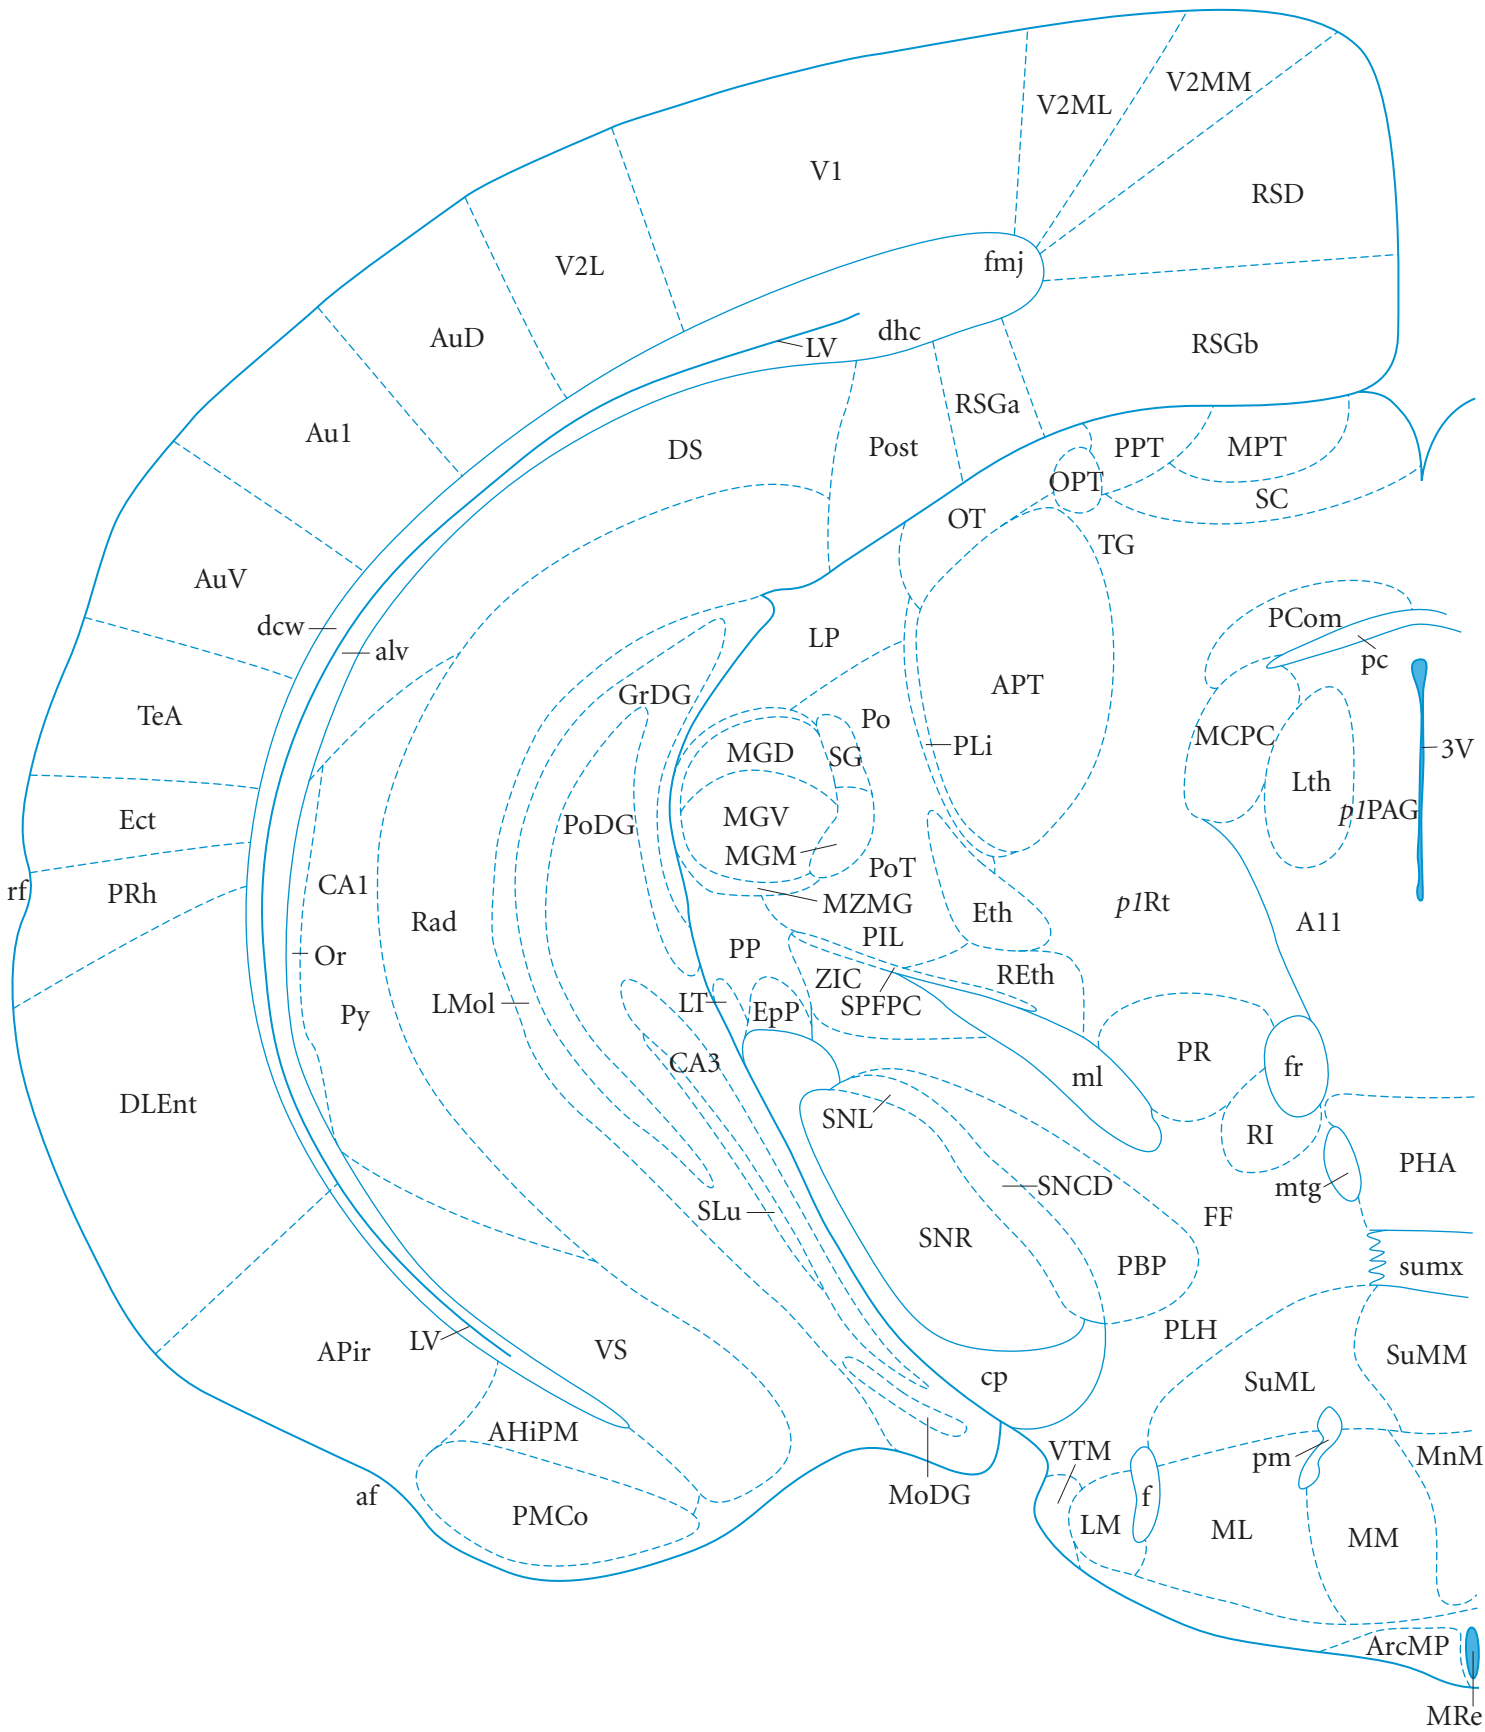 V2MM
V2ML
V1
RSD
V2L
fmj
AuD
dhc
LV
RSGb
RSGa
Au1
DS
Post
PPT
MPT
OPT
SC
OT
TG
AuV
dcw
PCom
LP
alv
pc
GrDG
APT
TeA
Po
MCPC
PLi
3V
MGD
SG
Lth
p1PAG
Ect
PoDG
MGV
MGM
PoT
CA1
rf
PRh
MZMG
p1Rt
Eth
Rad
A11
PIL
PP
Or
ZIC
REth
LMol
LT
SPFPC
Py
EpP
CA3
PR
fr
ml
DLEnt
SNL
RI
PHA
SNCD
mtg
SLu
FF
SNR
PBP
sumx
PLH
LV
APir
VS
SuMM
cp
SuML
AHiPM
VTM
pm
MnM
af
MoDG
f
PMCo
LM
ML
MM
ArcMP
MRe